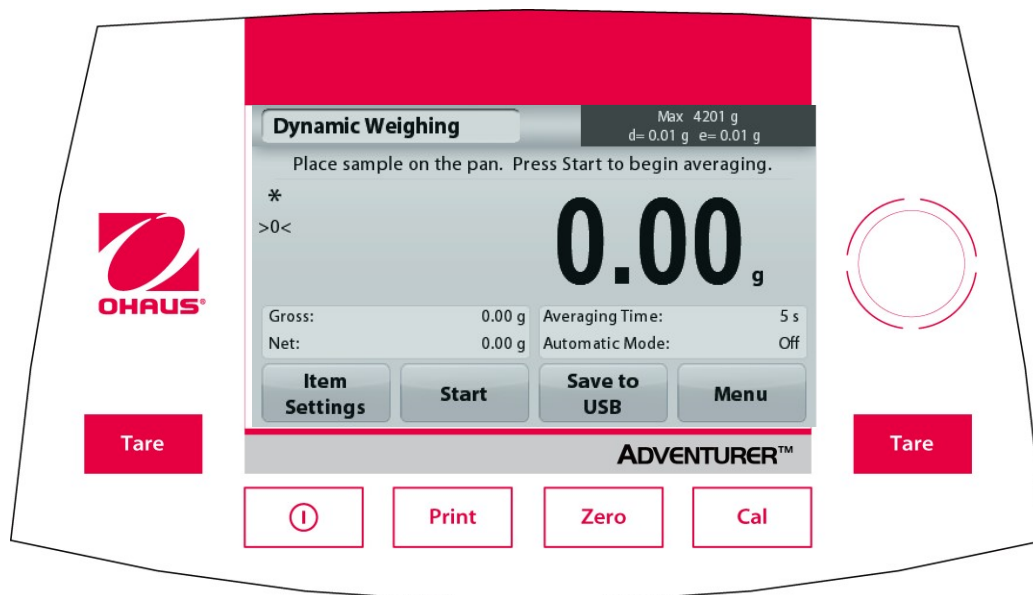 Dynamic Weighing
Max 4201 g
d= 0.01 g e= 0.01 g
Place sample on the pan. Press Start to begin averaging.
*
>0<
0.00 g
OHAUS®
Gross: 0.00 g
Net: 0.00 g
Averaging Time: 5 s
Automatic Mode: Off
Item
Settings
Start
Save to
USB
Menu
Tare
ADVENTURER™
Tare
Print
Zero
Cal